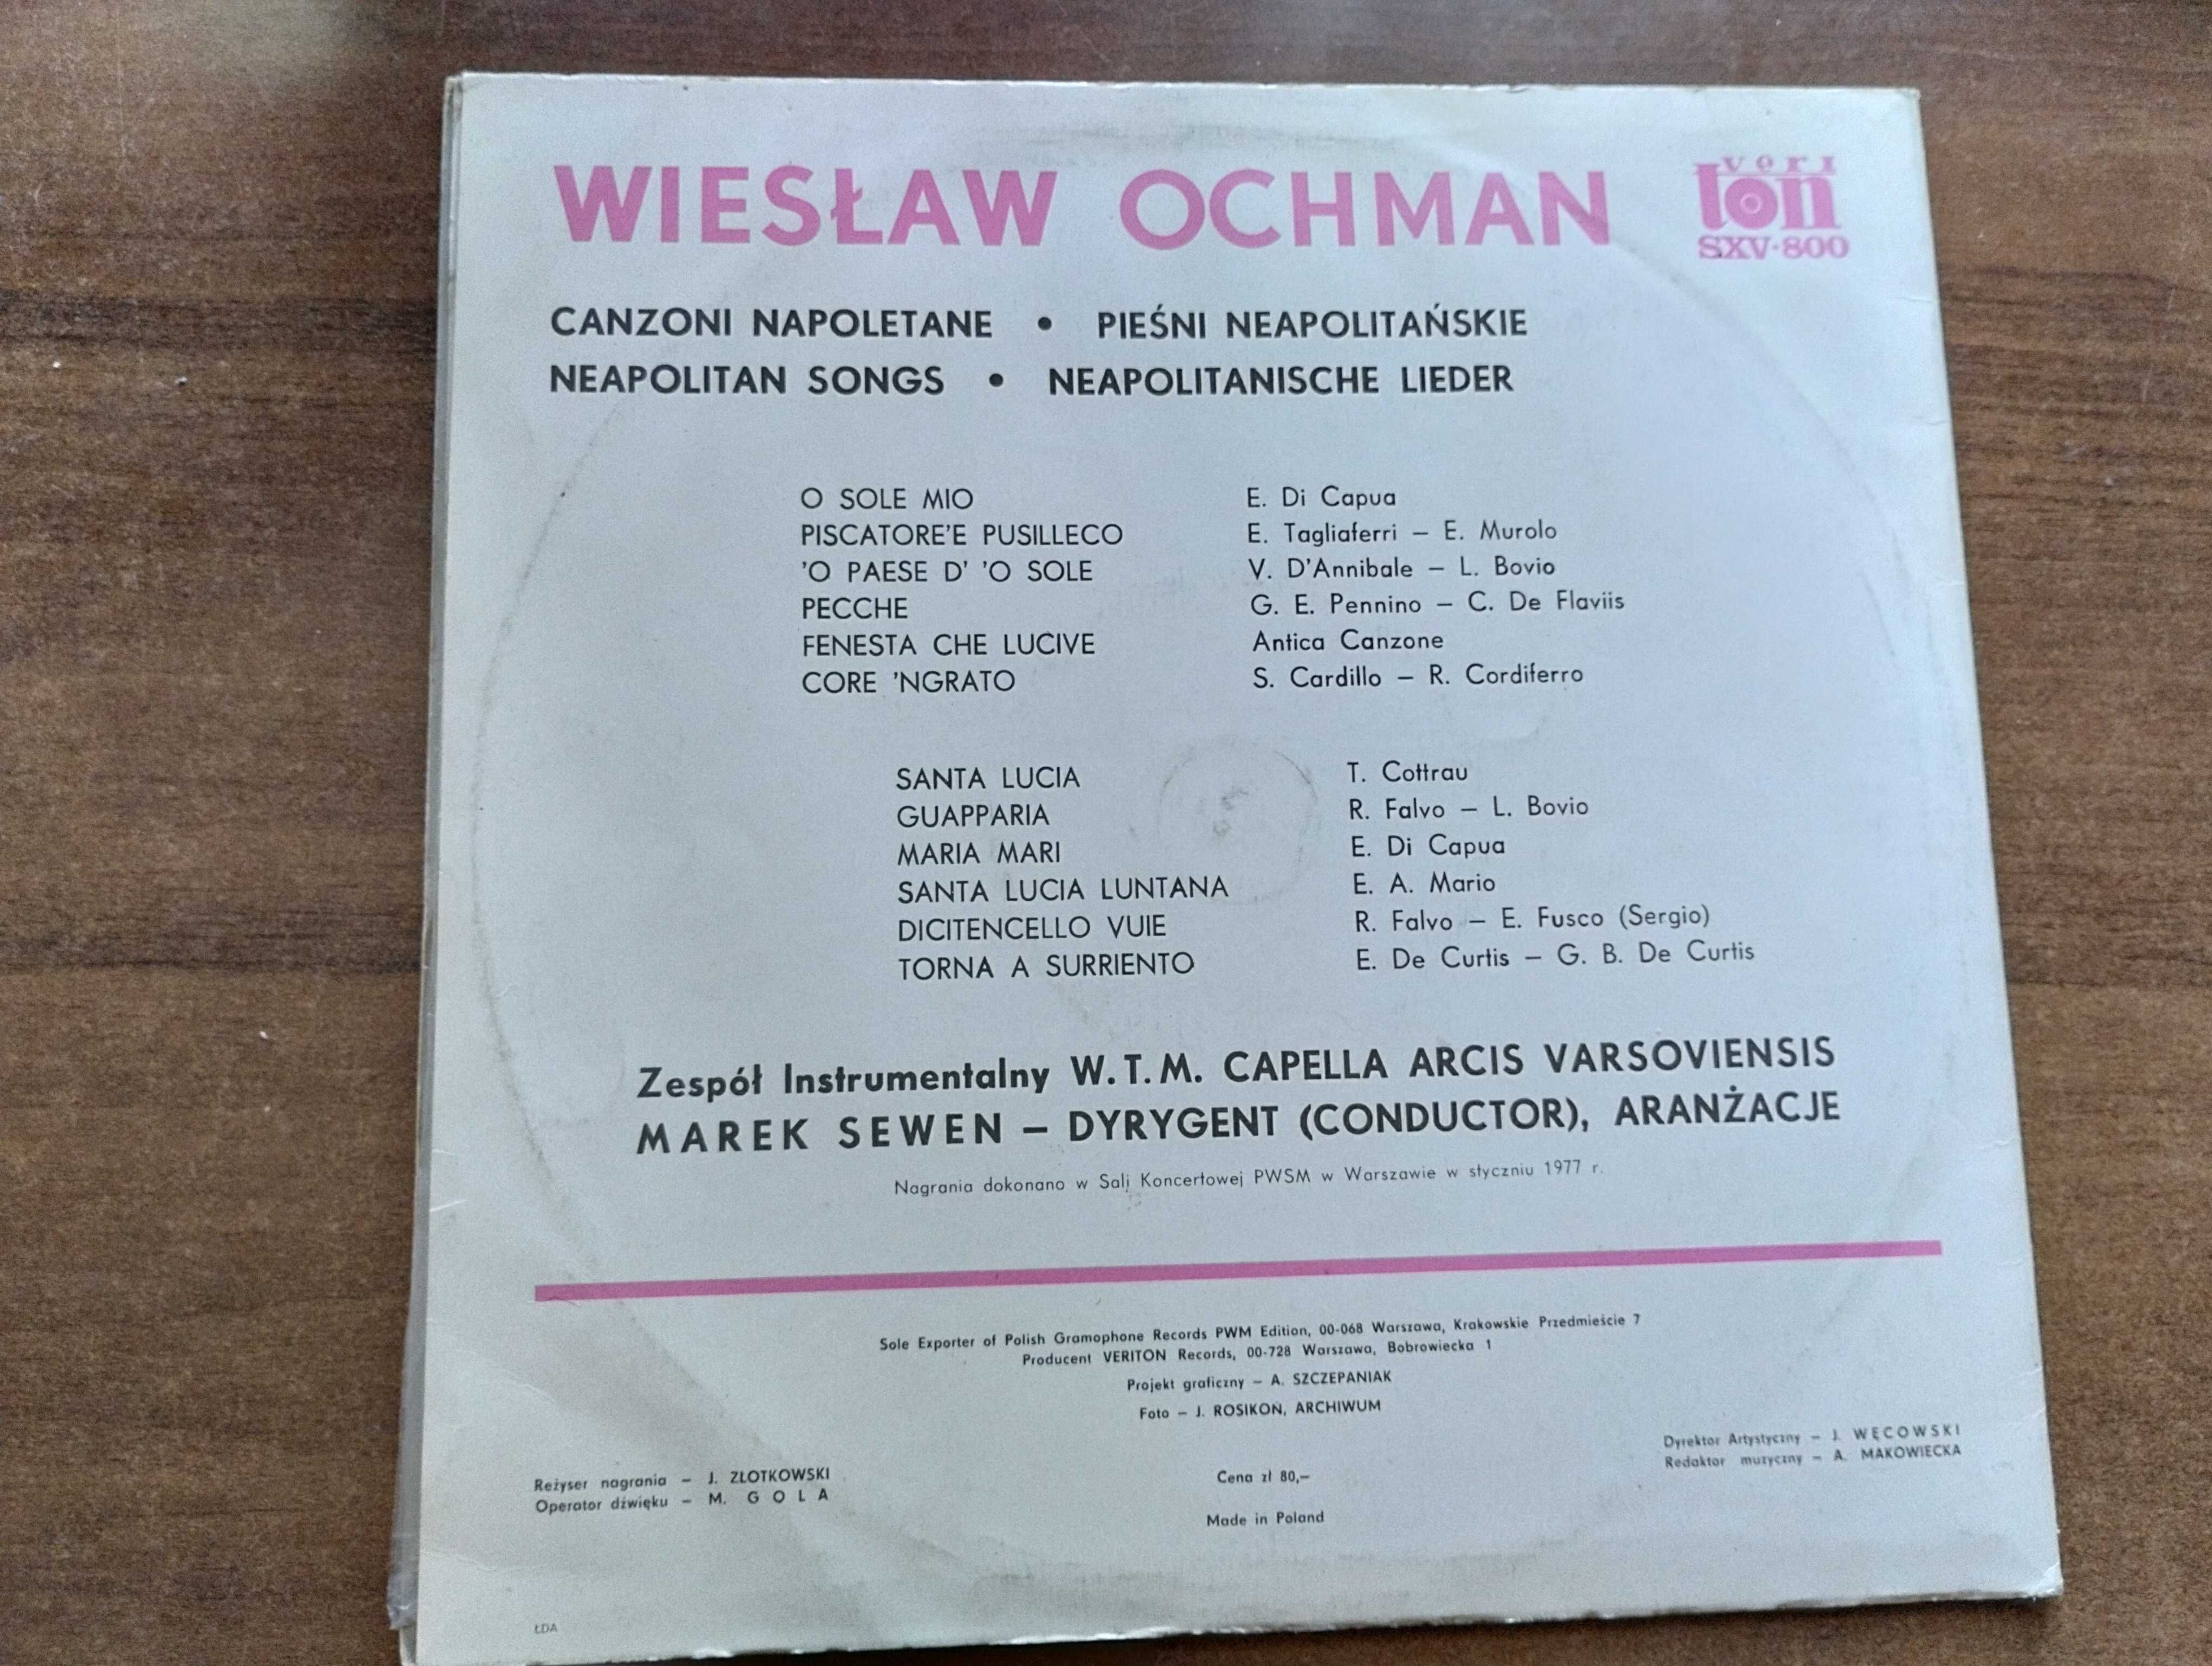 WIESŁAW OCHMAN
veri
ton
SXV·800
CANZONI NAPOLETANE • PIEŚNI NEAPOLITAŃSKIE
NEAPOLITAN SONGS • NEAPOLITANISCHE LIEDER
O SOLE MIO E. Di Capua
PISCATORE'E PUSILLECO E. Tagliaferri – E. Murolo
'O PAESE D' 'O SOLE V. D'Annibale – L. Bovio
PECCHE G. E. Pennino – C. De Flaviis
FENESTA CHE LUCIVE Antica Canzone
CORE 'NGRATO S. Cardillo – R. Cordiferro
SANTA LUCIA T. Cottrau
GUAPPARIA R. Falvo – L. Bovio
MARIA MARI E. Di Capua
SANTA LUCIA LUNTANA E. A. Mario
DICITENCELLO VUIE R. Falvo – E. Fusco (Sergio)
TORNA A SURRIENTO E. De Curtis – G. B. De Curtis
Zespół Instrumentalny W.T.M. CAPELLA ARCIS VARSOVIENSIS
MAREK SEWEN – DYRYGENT (CONDUCTOR), ARANŻACJE
Nagrania dokonano w Sali Koncertowej PWSM w Warszawie w styczniu 1977 r.
Sole Exporter of Polish Gramophone Records PWM Edition, 00-068 Warszawa, Krakowskie Przedmieście 7
Producent VERITON Records, 00-728 Warszawa, Bobrowiecka 1
Projekt graficzny – A. SZCZEPANIAK
Foto – J. ROSIKOŃ, ARCHIWUM
Dyrektor Artystyczny – J. WĘCOWSKI
Redaktor muzyczny – A. MAKOWIECKA
Reżyser nagrania – J. ZŁOTKOWSKI
Operator dźwięku – M. GOLA
Cena zł 80,–
Made in Poland
ŁDA